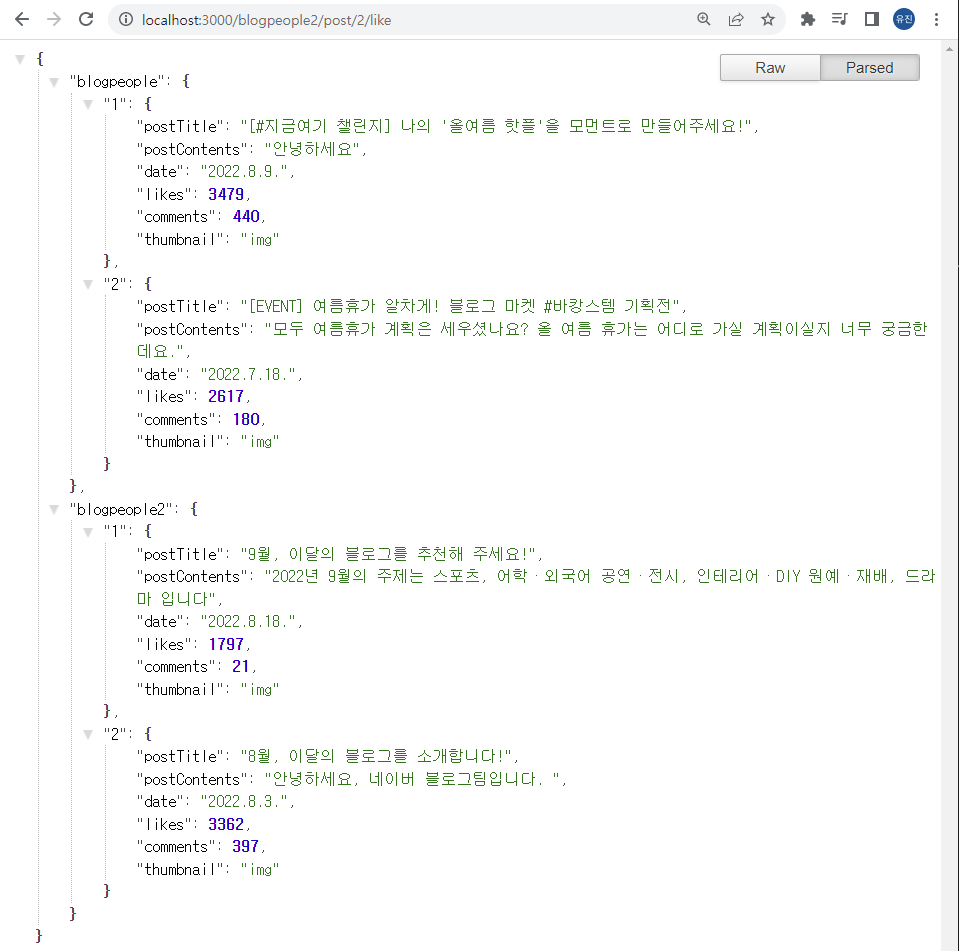 localhost:3000/blogpeople2/post/2/like
유진
Raw Parsed
{
"blogpeople": {
"1": {
"postTitle": "[#지금여기 챌린지] 나의 '올여름 핫플'을 모먼트로 만들어주세요!",
"postContents": "안녕하세요",
"date": "2022.8.9.",
"likes": 3479,
"comments": 440,
"thumbnail": "img"
},
"2": {
"postTitle": "[EVENT] 여름휴가 알차게! 블로그 마켓 #바캉스템 기획전",
"postContents": "모두 여름휴가 계획은 세우셨나요? 올 여름 휴가는 어디로 가실 계획이실지 너무 궁금한
데요.",
"date": "2022.7.18.",
"likes": 2617,
"comments": 180,
"thumbnail": "img"
}
},
"blogpeople2": {
"1": {
"postTitle": "9월, 이달의 블로그를 추천해 주세요!",
"postContents": "2022년 9월의 주제는 스포츠, 어학·외국어 공연·전시, 인테리어·DIY 원예·재배, 드라
마 입니다",
"date": "2022.8.18.",
"likes": 1797,
"comments": 21,
"thumbnail": "img"
},
"2": {
"postTitle": "8월, 이달의 블로그를 소개합니다!",
"postContents": "안녕하세요, 네이버 블로그팀입니다. ",
"date": "2022.8.3.",
"likes": 3362,
"comments": 397,
"thumbnail": "img"
}
}
}